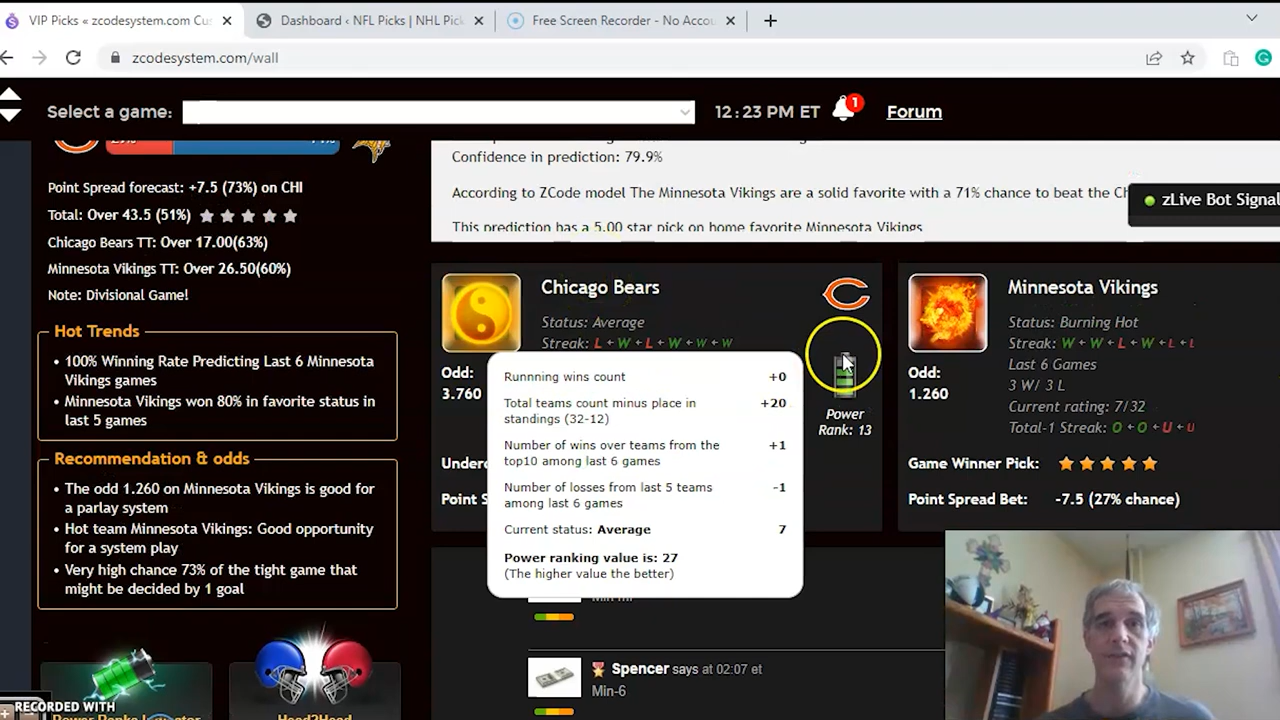 VIP Picks « zcodesystem.com Cus
Dashboard ‹ NFL Picks | NHL Pick
Free Screen Recorder - No Accou
zcodesystem.com/wall
Select a game:
12:23 PM ET
1
Forum
Confidence in prediction: 79.9%
According to ZCode model The Minnesota Vikings are a solid favorite with a 71% chance to beat the Ch
This prediction has a 5.00 star pick on home favorite Minnesota Vikings
zLive Bot Signal
Point Spread forecast: +7.5 (73%) on CHI
Total: Over 43.5 (51%)
Chicago Bears TT: Over 17.00(63%)
Minnesota Vikings TT: Over 26.50(60%)
Note: Divisional Game!
Hot Trends
• 100% Winning Rate Predicting Last 6 Minnesota
Vikings games
• Minnesota Vikings won 80% in favorite status in
last 5 games
Recommendation & odds
• The odd 1.260 on Minnesota Vikings is good for
a parlay system
• Hot team Minnesota Vikings: Good opportunity
for a system play
• Very high chance 73% of the tight game that
might be decided by 1 goal
Head2Head
Chicago Bears
Status: Average
Streak: L ← W ← L ← W ← W ← W
Odd:
3.760
Power
Rank: 13
Underd
Point S
Runnning wins count +0
Total teams count minus place in
standings (32-12) +20
Number of wins over teams from the
top10 among last 6 games +1
Number of losses from last 5 teams
among last 6 games -1
Current status: Average 7
Power ranking value is: 27
(The higher value the better)
Minnesota Vikings
Status: Burning Hot
Streak: W ← W ← L ← W ← L ← L
Last 6 Games
3 W/ 3 L
Current rating: 7/32
Total-1 Streak: O ← O ← U ← U
Odd:
1.260
Game Winner Pick:
Point Spread Bet: -7.5 (27% chance)
Spencer says at 02:07 et
Min-6
RECORDED WITH